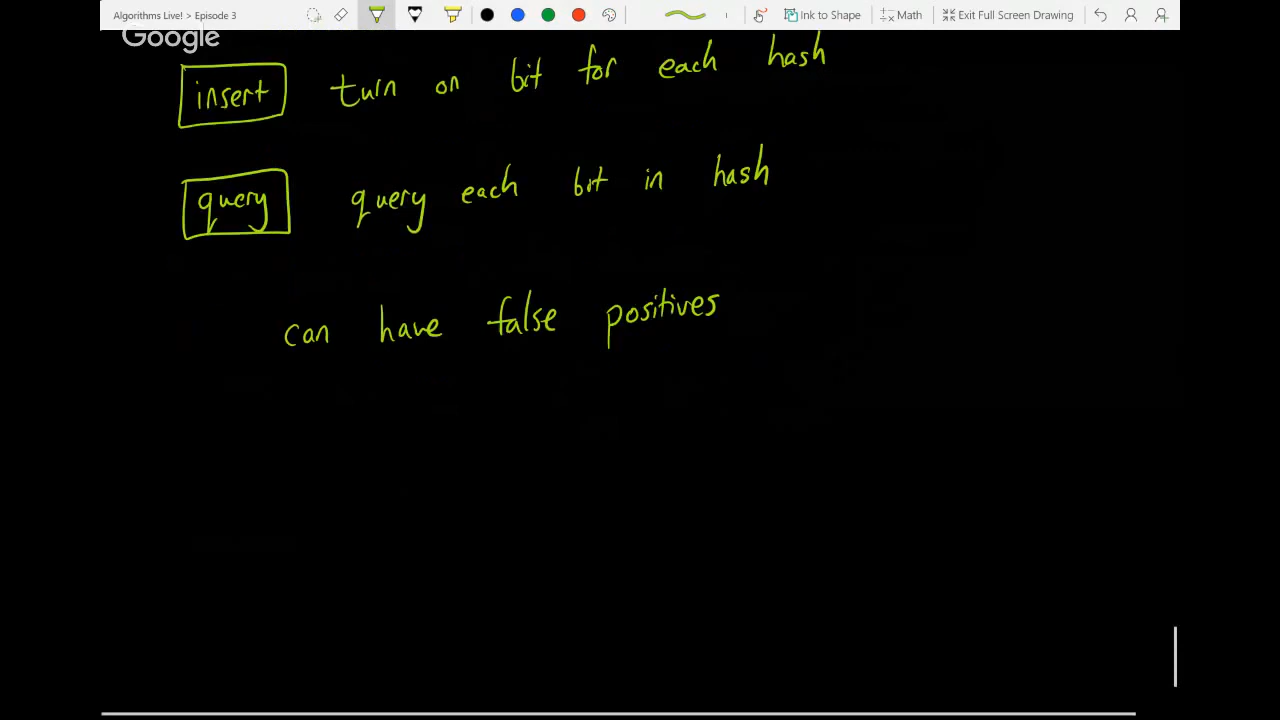 Algorithms Live! > Episode 3
Ink to Shape
Math
Exit Full Screen Drawing
Google
insert turn on bit for each hash
query query each bit in hash
can have false positives